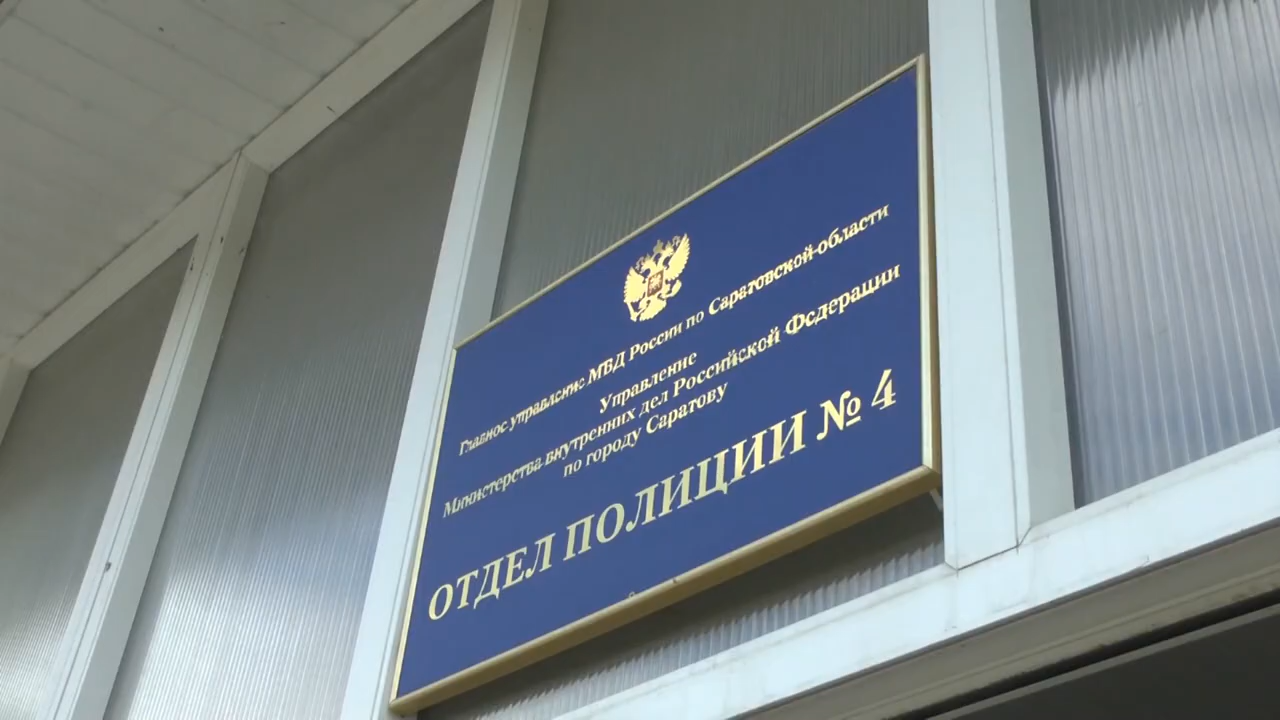 Главное управление МВД России по Саратовской области
Управление
Министерства внутренних дел Российской Федерации
по городу Саратову
ОТДЕЛ ПОЛИЦИИ № 4